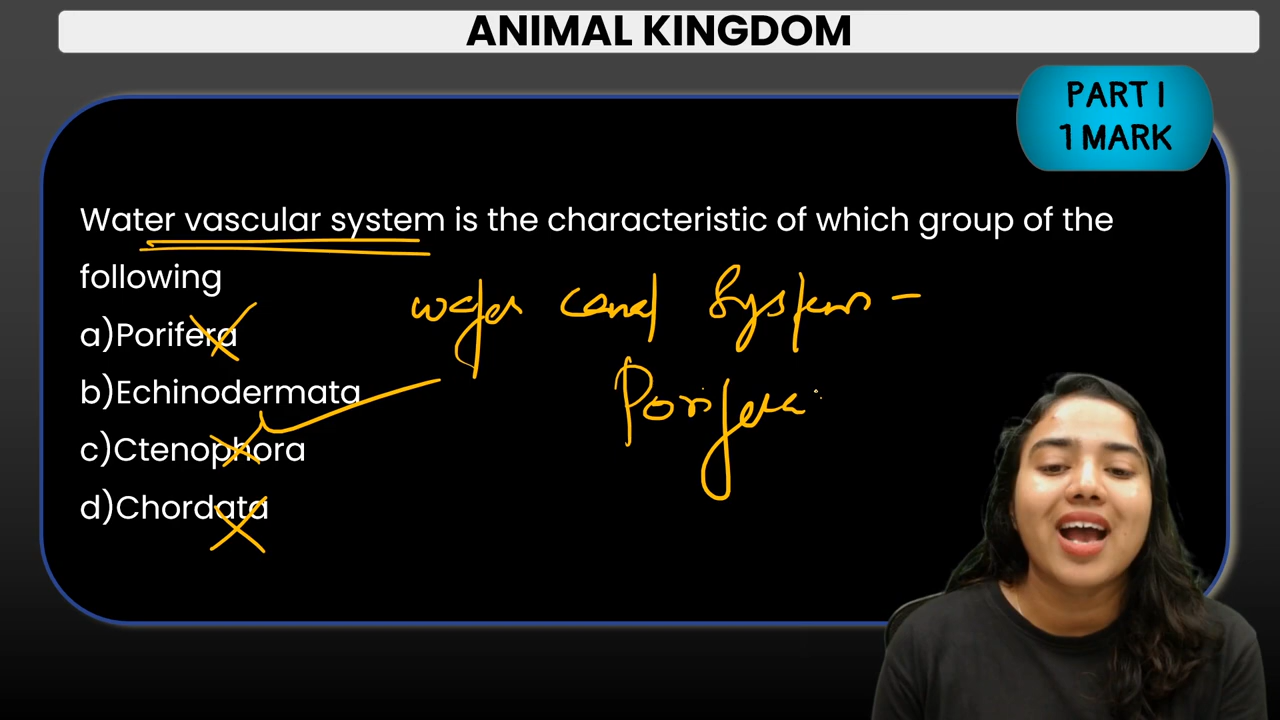 ANIMAL KINGDOM
PART I
1 MARK
Water vascular system is the characteristic of which group of the
following
a)Porifera
b)Echinodermata
c)Ctenophora
d)Chordata
water canal System -
Porifera